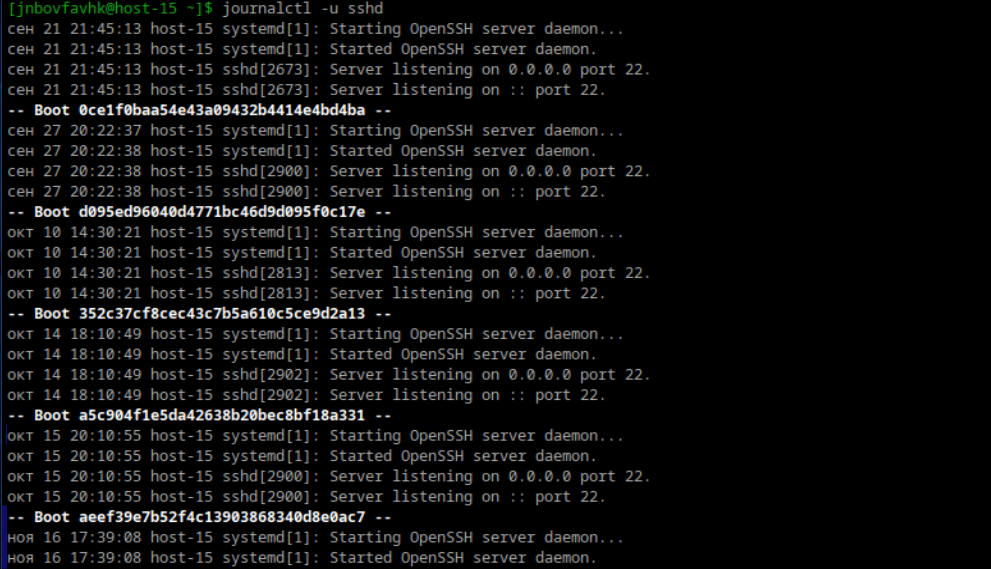 [jnbovfavhk@host-15 ~]$ journalctl -u sshd
сен 21 21:45:13 host-15 systemd[1]: Starting OpenSSH server daemon...
сен 21 21:45:13 host-15 systemd[1]: Started OpenSSH server daemon.
сен 21 21:45:13 host-15 sshd[2673]: Server listening on 0.0.0.0 port 22.
сен 21 21:45:13 host-15 sshd[2673]: Server listening on :: port 22.
-- Boot 0ce1f0baa54e43a09432b4414e4bd4ba --
сен 27 20:22:37 host-15 systemd[1]: Starting OpenSSH server daemon...
сен 27 20:22:38 host-15 systemd[1]: Started OpenSSH server daemon.
сен 27 20:22:38 host-15 sshd[2900]: Server listening on 0.0.0.0 port 22.
сен 27 20:22:38 host-15 sshd[2900]: Server listening on :: port 22.
-- Boot d095ed96040d4771bc46d9d095f0c17e --
окт 10 14:30:21 host-15 systemd[1]: Starting OpenSSH server daemon...
окт 10 14:30:21 host-15 systemd[1]: Started OpenSSH server daemon.
окт 10 14:30:21 host-15 sshd[2813]: Server listening on 0.0.0.0 port 22.
окт 10 14:30:21 host-15 sshd[2813]: Server listening on :: port 22.
-- Boot 352c37cf8cec43c7b5a610c5ce9d2a13 --
окт 14 18:10:49 host-15 systemd[1]: Starting OpenSSH server daemon...
окт 14 18:10:49 host-15 systemd[1]: Started OpenSSH server daemon.
окт 14 18:10:49 host-15 sshd[2902]: Server listening on 0.0.0.0 port 22.
окт 14 18:10:49 host-15 sshd[2902]: Server listening on :: port 22.
-- Boot a5c904f1e5da42638b20bec8bf18a331 --
окт 15 20:10:55 host-15 systemd[1]: Starting OpenSSH server daemon...
окт 15 20:10:55 host-15 systemd[1]: Started OpenSSH server daemon.
окт 15 20:10:55 host-15 sshd[2900]: Server listening on 0.0.0.0 port 22.
окт 15 20:10:55 host-15 sshd[2900]: Server listening on :: port 22.
-- Boot aeef39e7b52f4c13903868340d8e0ac7 --
ноя 16 17:39:08 host-15 systemd[1]: Starting OpenSSH server daemon...
ноя 16 17:39:08 host-15 systemd[1]: Started OpenSSH server daemon.